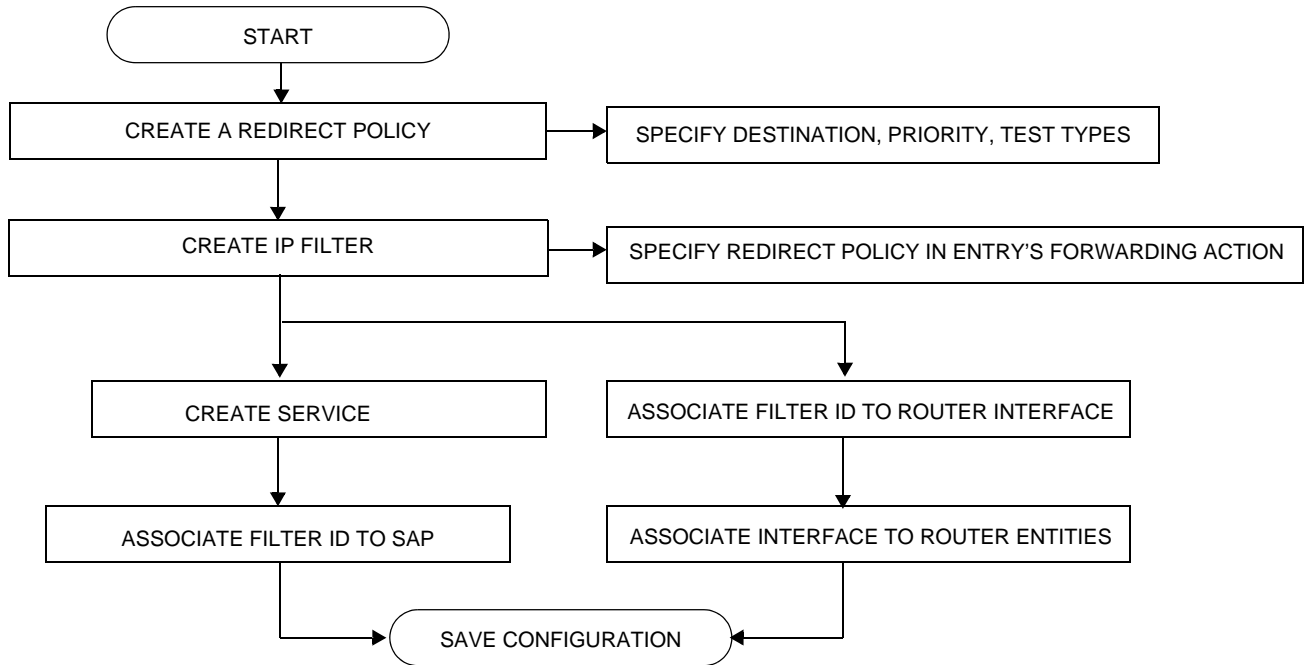 START
CREATE A REDIRECT POLICY
SPECIFY DESTINATION, PRIORITY, TEST TYPES
CREATE IP FILTER
SPECIFY REDIRECT POLICY IN ENTRY’S FORWARDING ACTION
CREATE SERVICE
ASSOCIATE FILTER ID TO ROUTER INTERFACE
ASSOCIATE FILTER ID TO SAP
ASSOCIATE INTERFACE TO ROUTER ENTITIES
SAVE CONFIGURATION